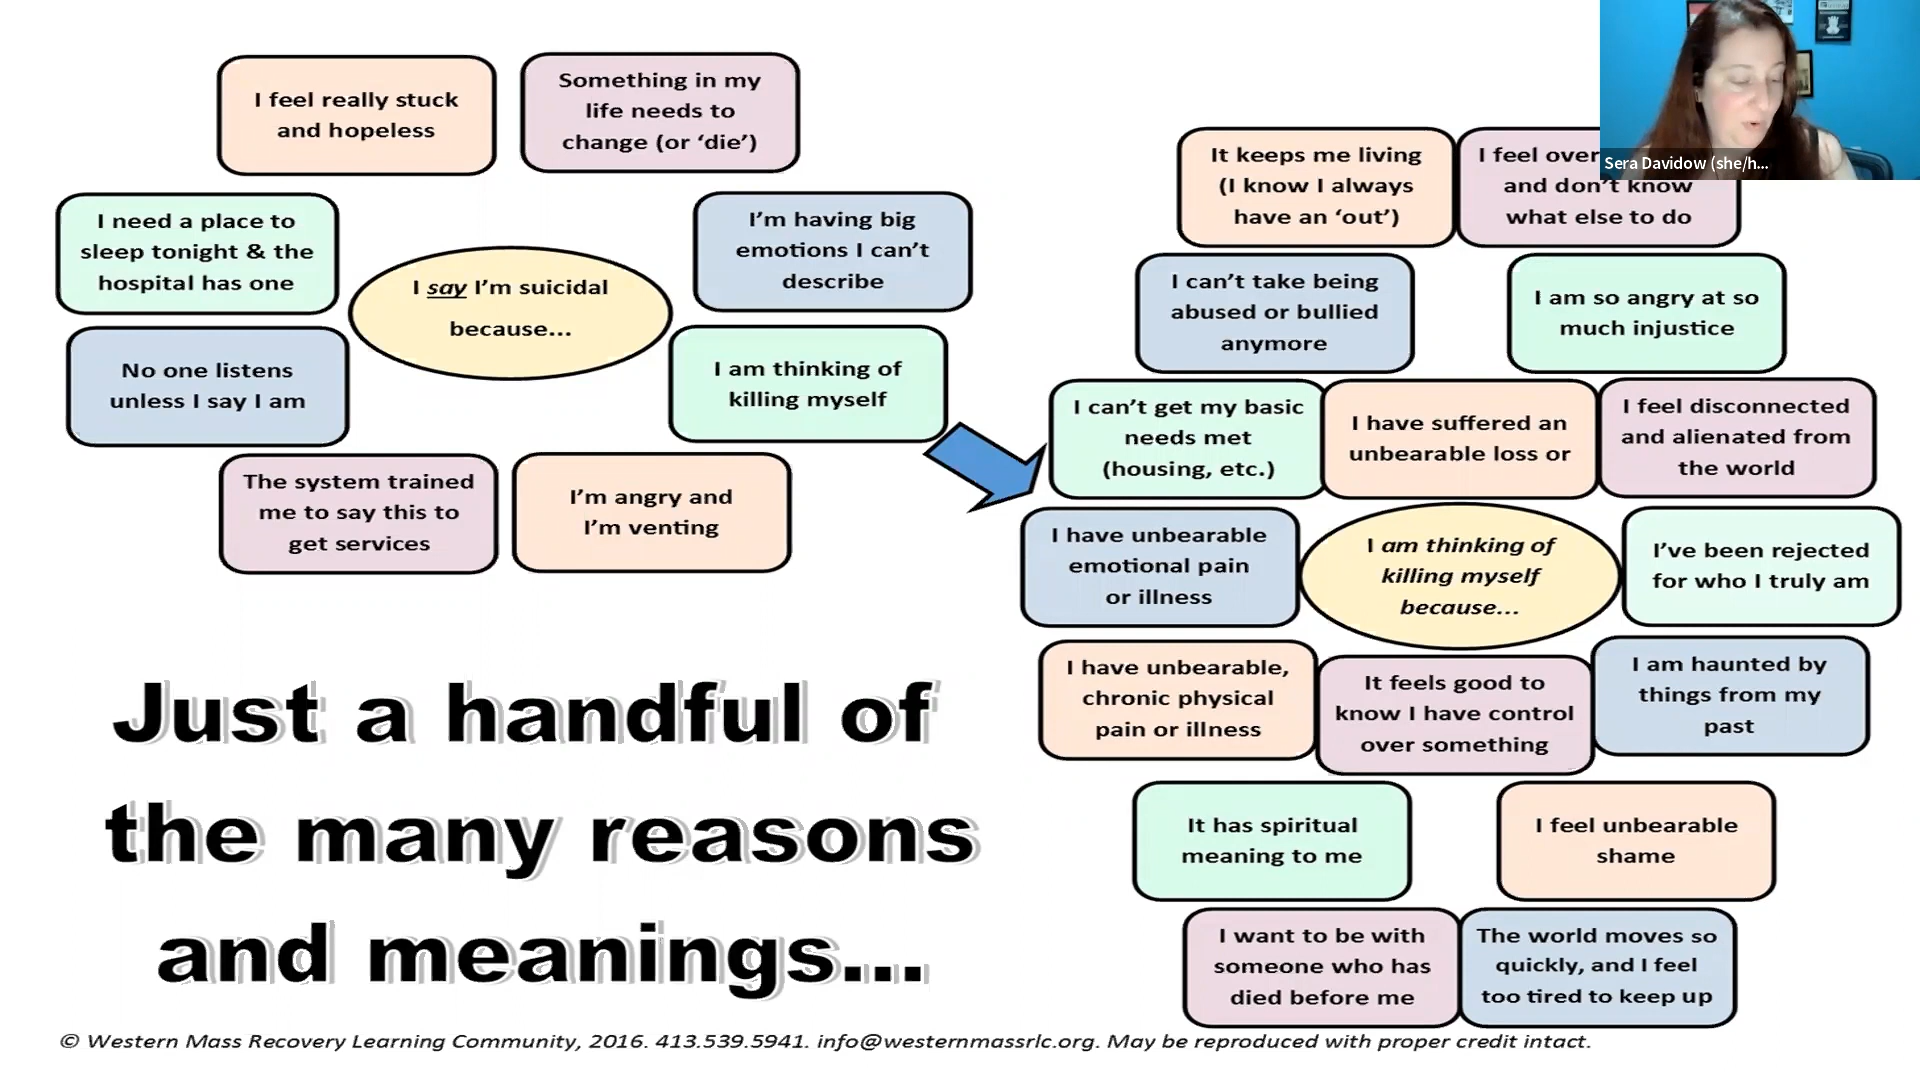 I feel really stuck
and hopeless
Something in my
life needs to
change (or ‘die’)
I need a place to
sleep tonight & the
hospital has one
I’m having big
emotions I can’t
describe
I say I’m suicidal
because...
No one listens
unless I say I am
I am thinking of
killing myself
The system trained
me to say this to
get services
I’m angry and
I’m venting
Just a handful of
the many reasons
and meanings...
It keeps me living
(I know I always
have an ‘out’)
I feel over
and don’t know
what else to do
Sera Davidow (she/h...
I can’t take being
abused or bullied
anymore
I am so angry at so
much injustice
I can’t get my basic
needs met
(housing, etc.)
I have suffered an
unbearable loss or
I feel disconnected
and alienated from
the world
I have unbearable
emotional pain
or illness
I am thinking of
killing myself
because...
I’ve been rejected
for who I truly am
I have unbearable,
chronic physical
pain or illness
It feels good to
know I have control
over something
I am haunted by
things from my
past
It has spiritual
meaning to me
I feel unbearable
shame
I want to be with
someone who has
died before me
The world moves so
quickly, and I feel
too tired to keep up
© Western Mass Recovery Learning Community, 2016. 413.539.5941. info@westernmassrlc.org. May be reproduced with proper credit intact.